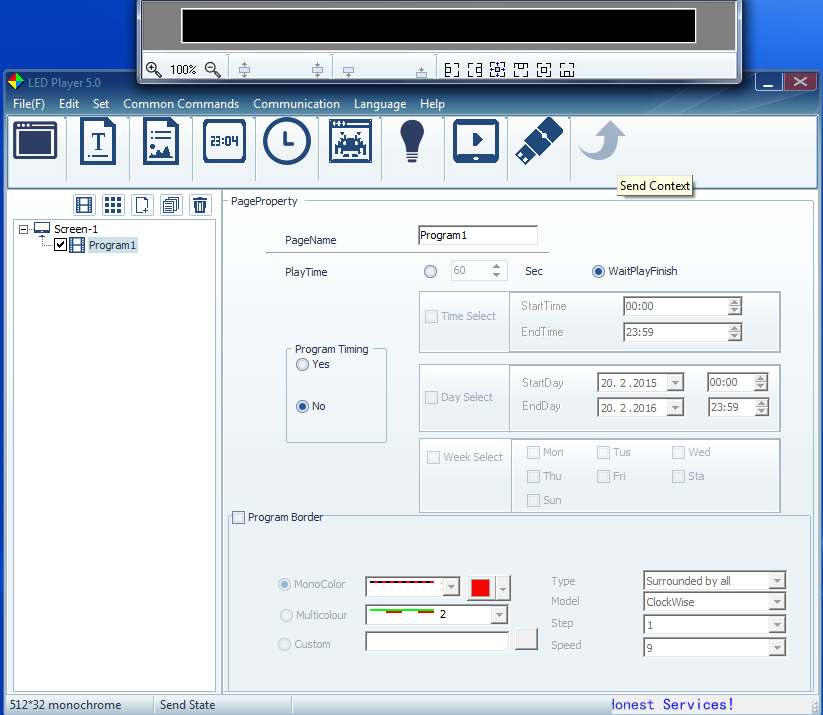 100%
LED Player 5.0
File(F) Edit Set Common Commands Communication Language Help
T 23:04
Send Context
PageProperty
Screen-1
Program1
PageName Program1
PlayTime 60 Sec WaitPlayFinish
Time Select StartTime 00:00
EndTime 23:59
Program Timing
Yes
No
Day Select StartDay 20. 2 .2015 00:00
EndDay 20. 2 .2016 23:59
Week Select Mon Tus Wed
Thu Fri Sta
Sun
Program Border
MonoColor Type Surrounded by all
Multicolour 2 Model ClockWise
Custom Step 1
Speed 9
512*32 monochrome Send State Honest Services!